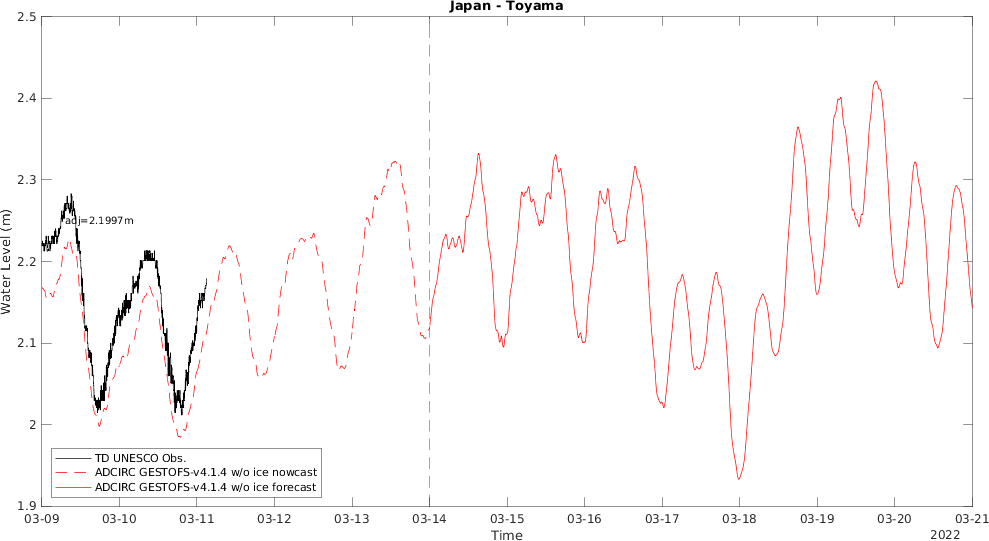 Japan - Toyama
2.5
2.4
2.3
2.2
2.1
2
1.9
Water Level (m)
adj=2.1997m
TD UNESCO Obs.
ADCIRC GESTOFS-v4.1.4 w/o ice nowcast
ADCIRC GESTOFS-v4.1.4 w/o ice forecast
03-09 03-10 03-11 03-12 03-13 03-14 03-15 03-16 03-17 03-18 03-19 03-20 03-21
Time
2022